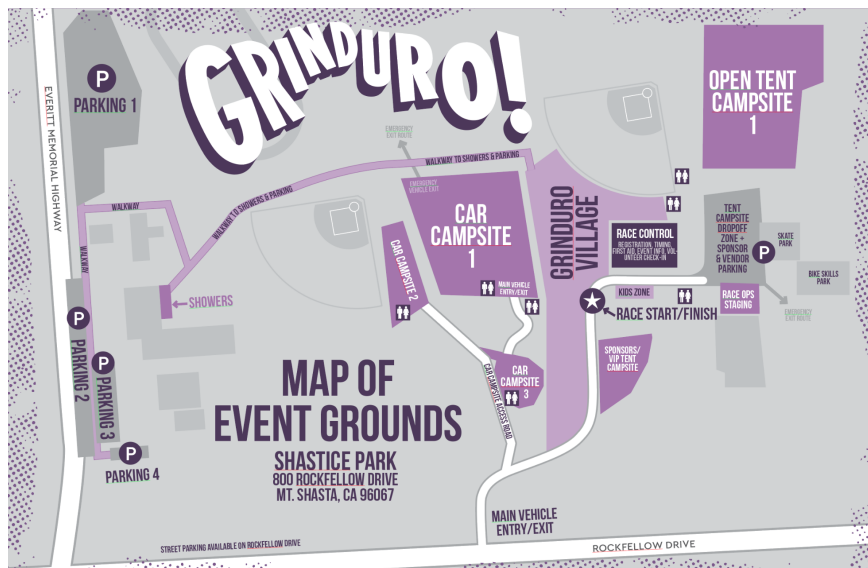 GRINDURO!
P
PARKING 1
EVERITT MEMORIAL HIGHWAY
OPEN TENT
CAMPSITE
1
EMERGENCY
EXIT ROUTE
WALKWAY TO SHOWERS & PARKING
EMERGENCY
VEHICLE EXIT
WALKWAY
WALKWAY TO SHOWERS & PARKING
WALKWAY
CAR
CAMPSITE
1
CAR CAMPSITE 2
GRINDURO
VILLAGE
RACE CONTROL
REGISTRATION, TIMING,
FIRST AID, EVENT INFO, VOL-
UNTEER CHECK-IN
TENT
CAMPSITE
DROPOFF
ZONE +
SPONSOR
& VENDOR
PARKING
P
SKATE
PARK
BIKE SKILLS
PARK
MAIN VEHICLE
ENTRY/EXIT
KIDS ZONE
RACE OPS
STAGING
EMERGENCY
EXIT ROUTE
SHOWERS
RACE START/FINISH
P
PARKING 2
P
PARKING 3
P
PARKING 4
SPONSORS/
VIP TENT
CAMPSITE
CAR
CAMPSITE
3
CAR CAMPSITE ACCESS ROAD
MAP OF
EVENT GROUNDS
SHASTICE PARK
800 ROCKFELLOW DRIVE
MT. SHASTA, CA 96067
MAIN VEHICLE
ENTRY/EXIT
STREET PARKING AVAILABLE ON ROCKFELLOW DRIVE
ROCKFELLOW DRIVE